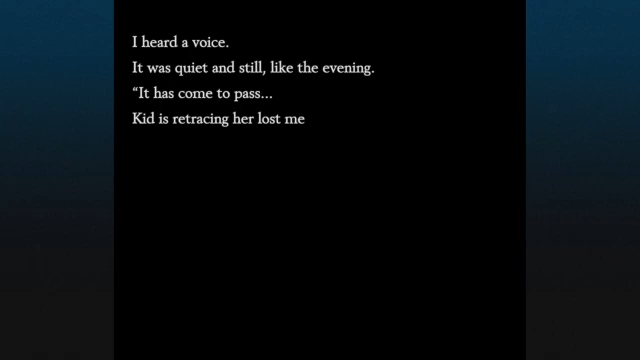 I heard a voice.
It was quiet and still, like the evening.
“It has come to pass...
Kid is retracing her lost me